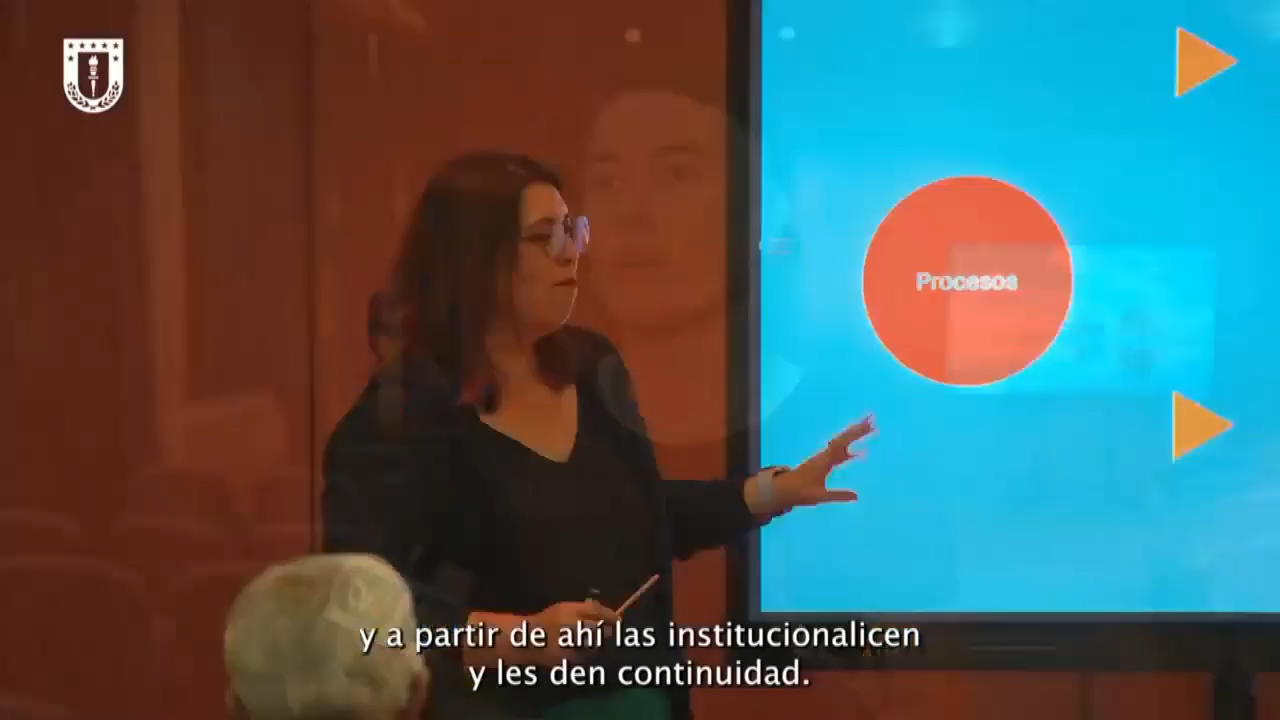 Procesos
y a partir de ahí las institucionalicen
y les den continuidad.